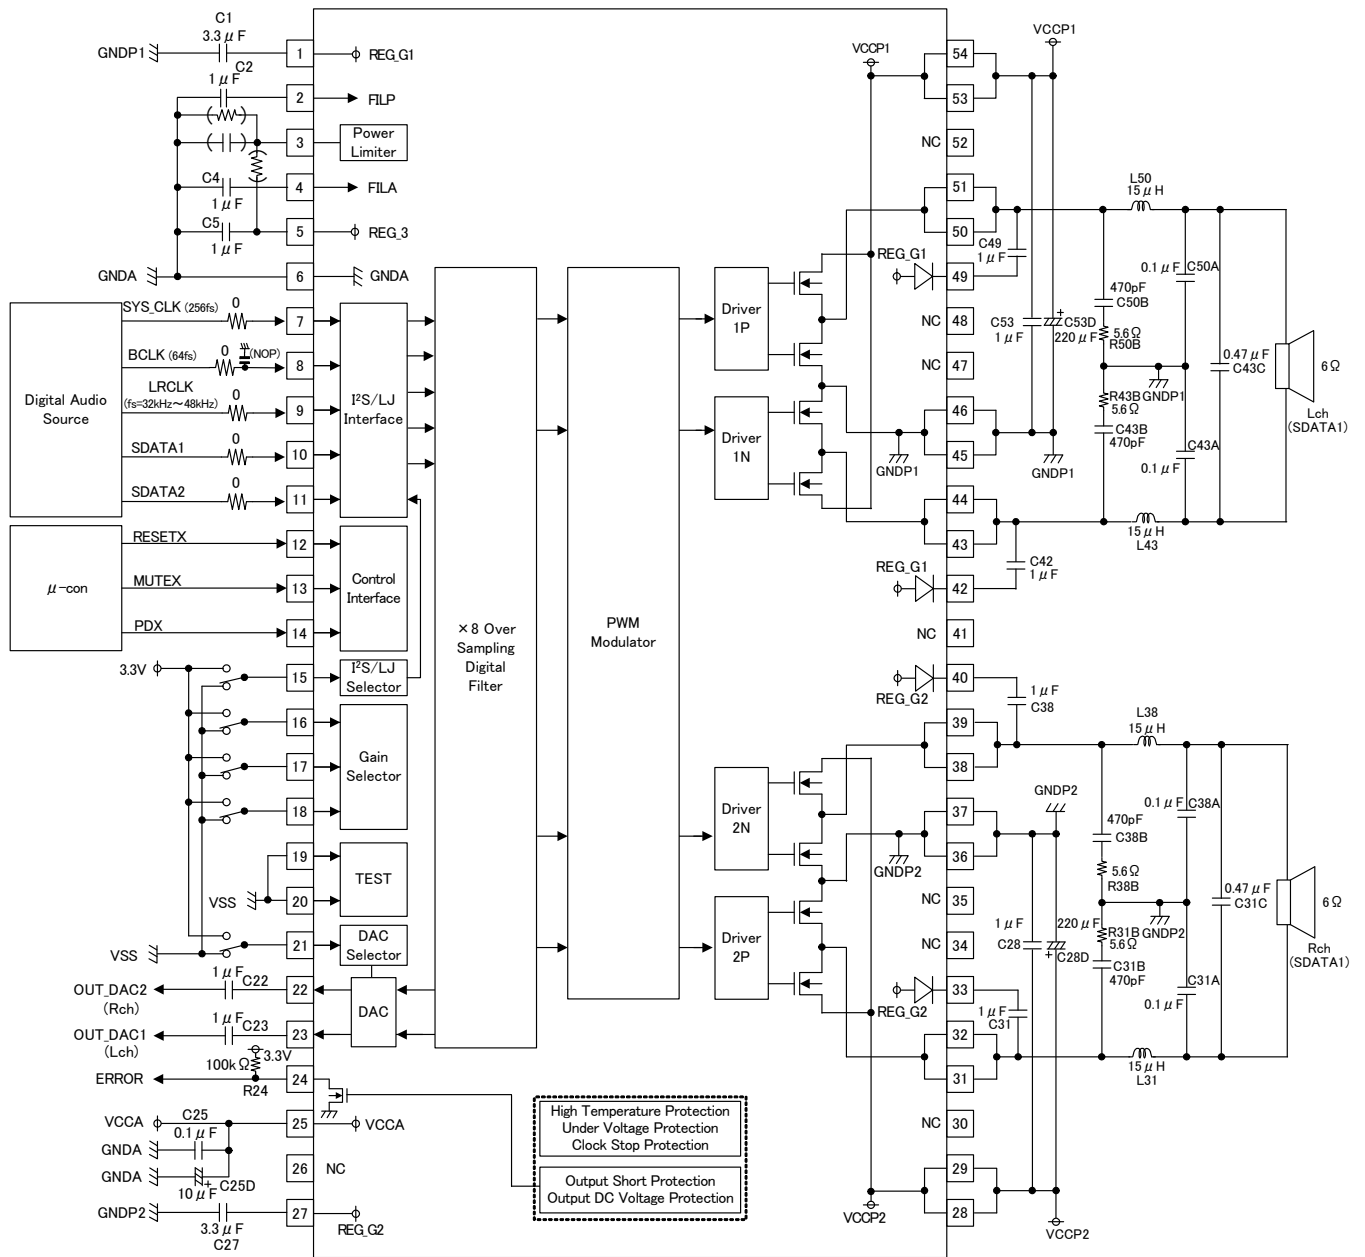 C1
3.3μF
GNDP1
1
REG_G1
C2
1μF
2
FILP
3
Power
Limiter
C4
1μF
4
FILA
C5
1μF
5
REG_3
GNDA
6
GNDA
Digital Audio
Source
SYS_CLK (256fs)
0
7
BCLK (64fs)
0
(NOP)
8
LRCLK
(fs=32kHz～48kHz)
0
9
SDATA1
0
10
SDATA2
0
11
I²S/LJ
Interface
μ-con
RESETX
12
MUTEX
13
PDX
14
Control
Interface
3.3V
15
I²S/LJ
Selector
16
17
18
Gain
Selector
19
VSS
20
TEST
VSS
21
DAC
Selector
OUT_DAC2
(Rch)
1μF
C22
22
OUT_DAC1
(Lch)
1μF
C23
23
DAC
3.3V
100kΩ
R24
ERROR
24
VCCA
C25
0.1μF
25
VCCA
GNDA
GNDA
+
10μF
C25D
26
NC
GNDP2
3.3μF
C27
27
REG_G2
×8 Over
Sampling
Digital
Filter
PWM
Modulator
Driver
1P
Driver
1N
Driver
2N
Driver
2P
High Temperature Protection
Under Voltage Protection
Clock Stop Protection
Output Short Protection
Output DC Voltage Protection
VCCP1
VCCP1
54
53
NC
52
51
50
C49
1μF
REG_G1
49
NC
48
NC
47
46
45
GNDP1
GNDP1
C53
1μF
+
C53D
220μF
44
43
C42
1μF
REG_G1
42
NC
41
L50
15μH
470pF
C50B
5.6Ω
R50B
0.1μF
C50A
GNDP1
R43B
5.6Ω
C43B
470pF
C43A
0.1μF
0.47μF
C43C
6Ω
Lch
(SDATA1)
15μH
L43
REG_G2
40
1μF
C38
39
38
GNDP2
37
36
GNDP2
NC
35
NC
34
1μF
C28
220μF
+
C28D
REG_G2
33
1μF
C31
32
31
NC
30
29
28
VCCP2
VCCP2
L38
15μH
470pF
C38B
5.6Ω
R38B
0.1μF
C38A
GNDP2
R31B
5.6Ω
C31B
470pF
C31A
0.1μF
0.47μF
C31C
6Ω
Rch
(SDATA1)
15μH
L31